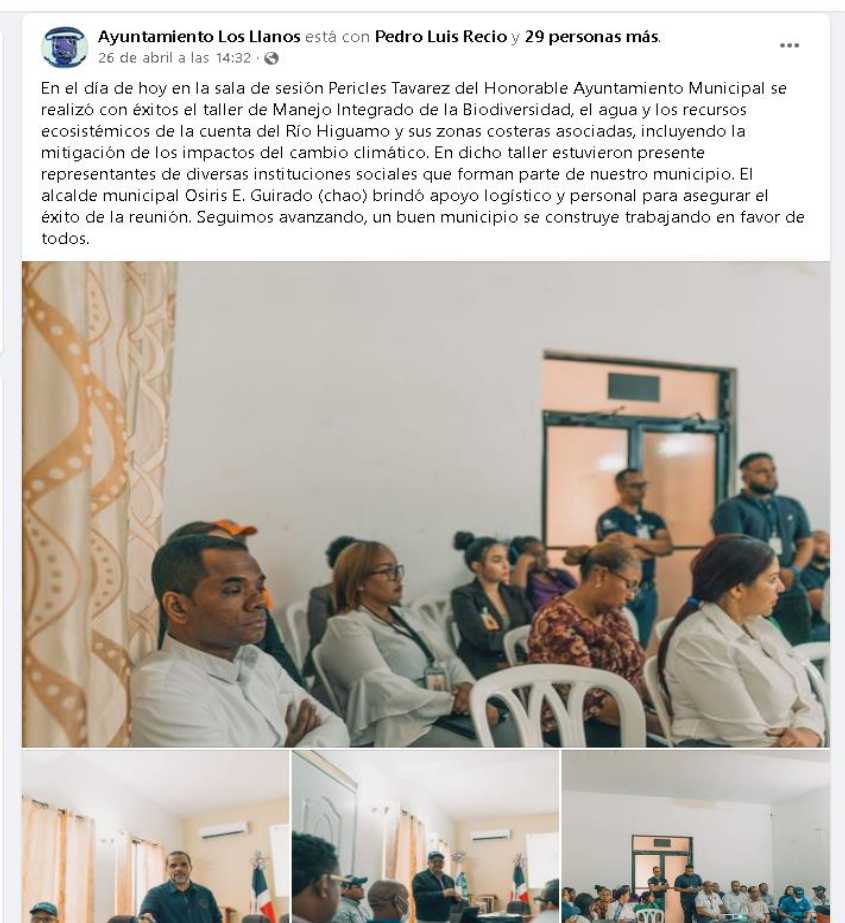 Ayuntamiento Los Llanos está con Pedro Luis Recio y 29 personas más.
26 de abril a las 14:32 ·
En el día de hoy en la sala de sesión Pericles Tavarez del Honorable Ayuntamiento Municipal se
realizó con éxitos el taller de Manejo Integrado de la Biodiversidad, el agua y los recursos
ecosistémicos de la cuenta del Río Higuamo y sus zonas costeras asociadas, incluyendo la
mitigación de los impactos del cambio climático. En dicho taller estuvieron presente
representantes de diversas instituciones sociales que forman parte de nuestro municipio. El
alcalde municipal Osiris E. Guirado (chao) brindó apoyo logístico y personal para asegurar el
éxito de la reunión. Seguimos avanzando, un buen municipio se construye trabajando en favor de
todos.